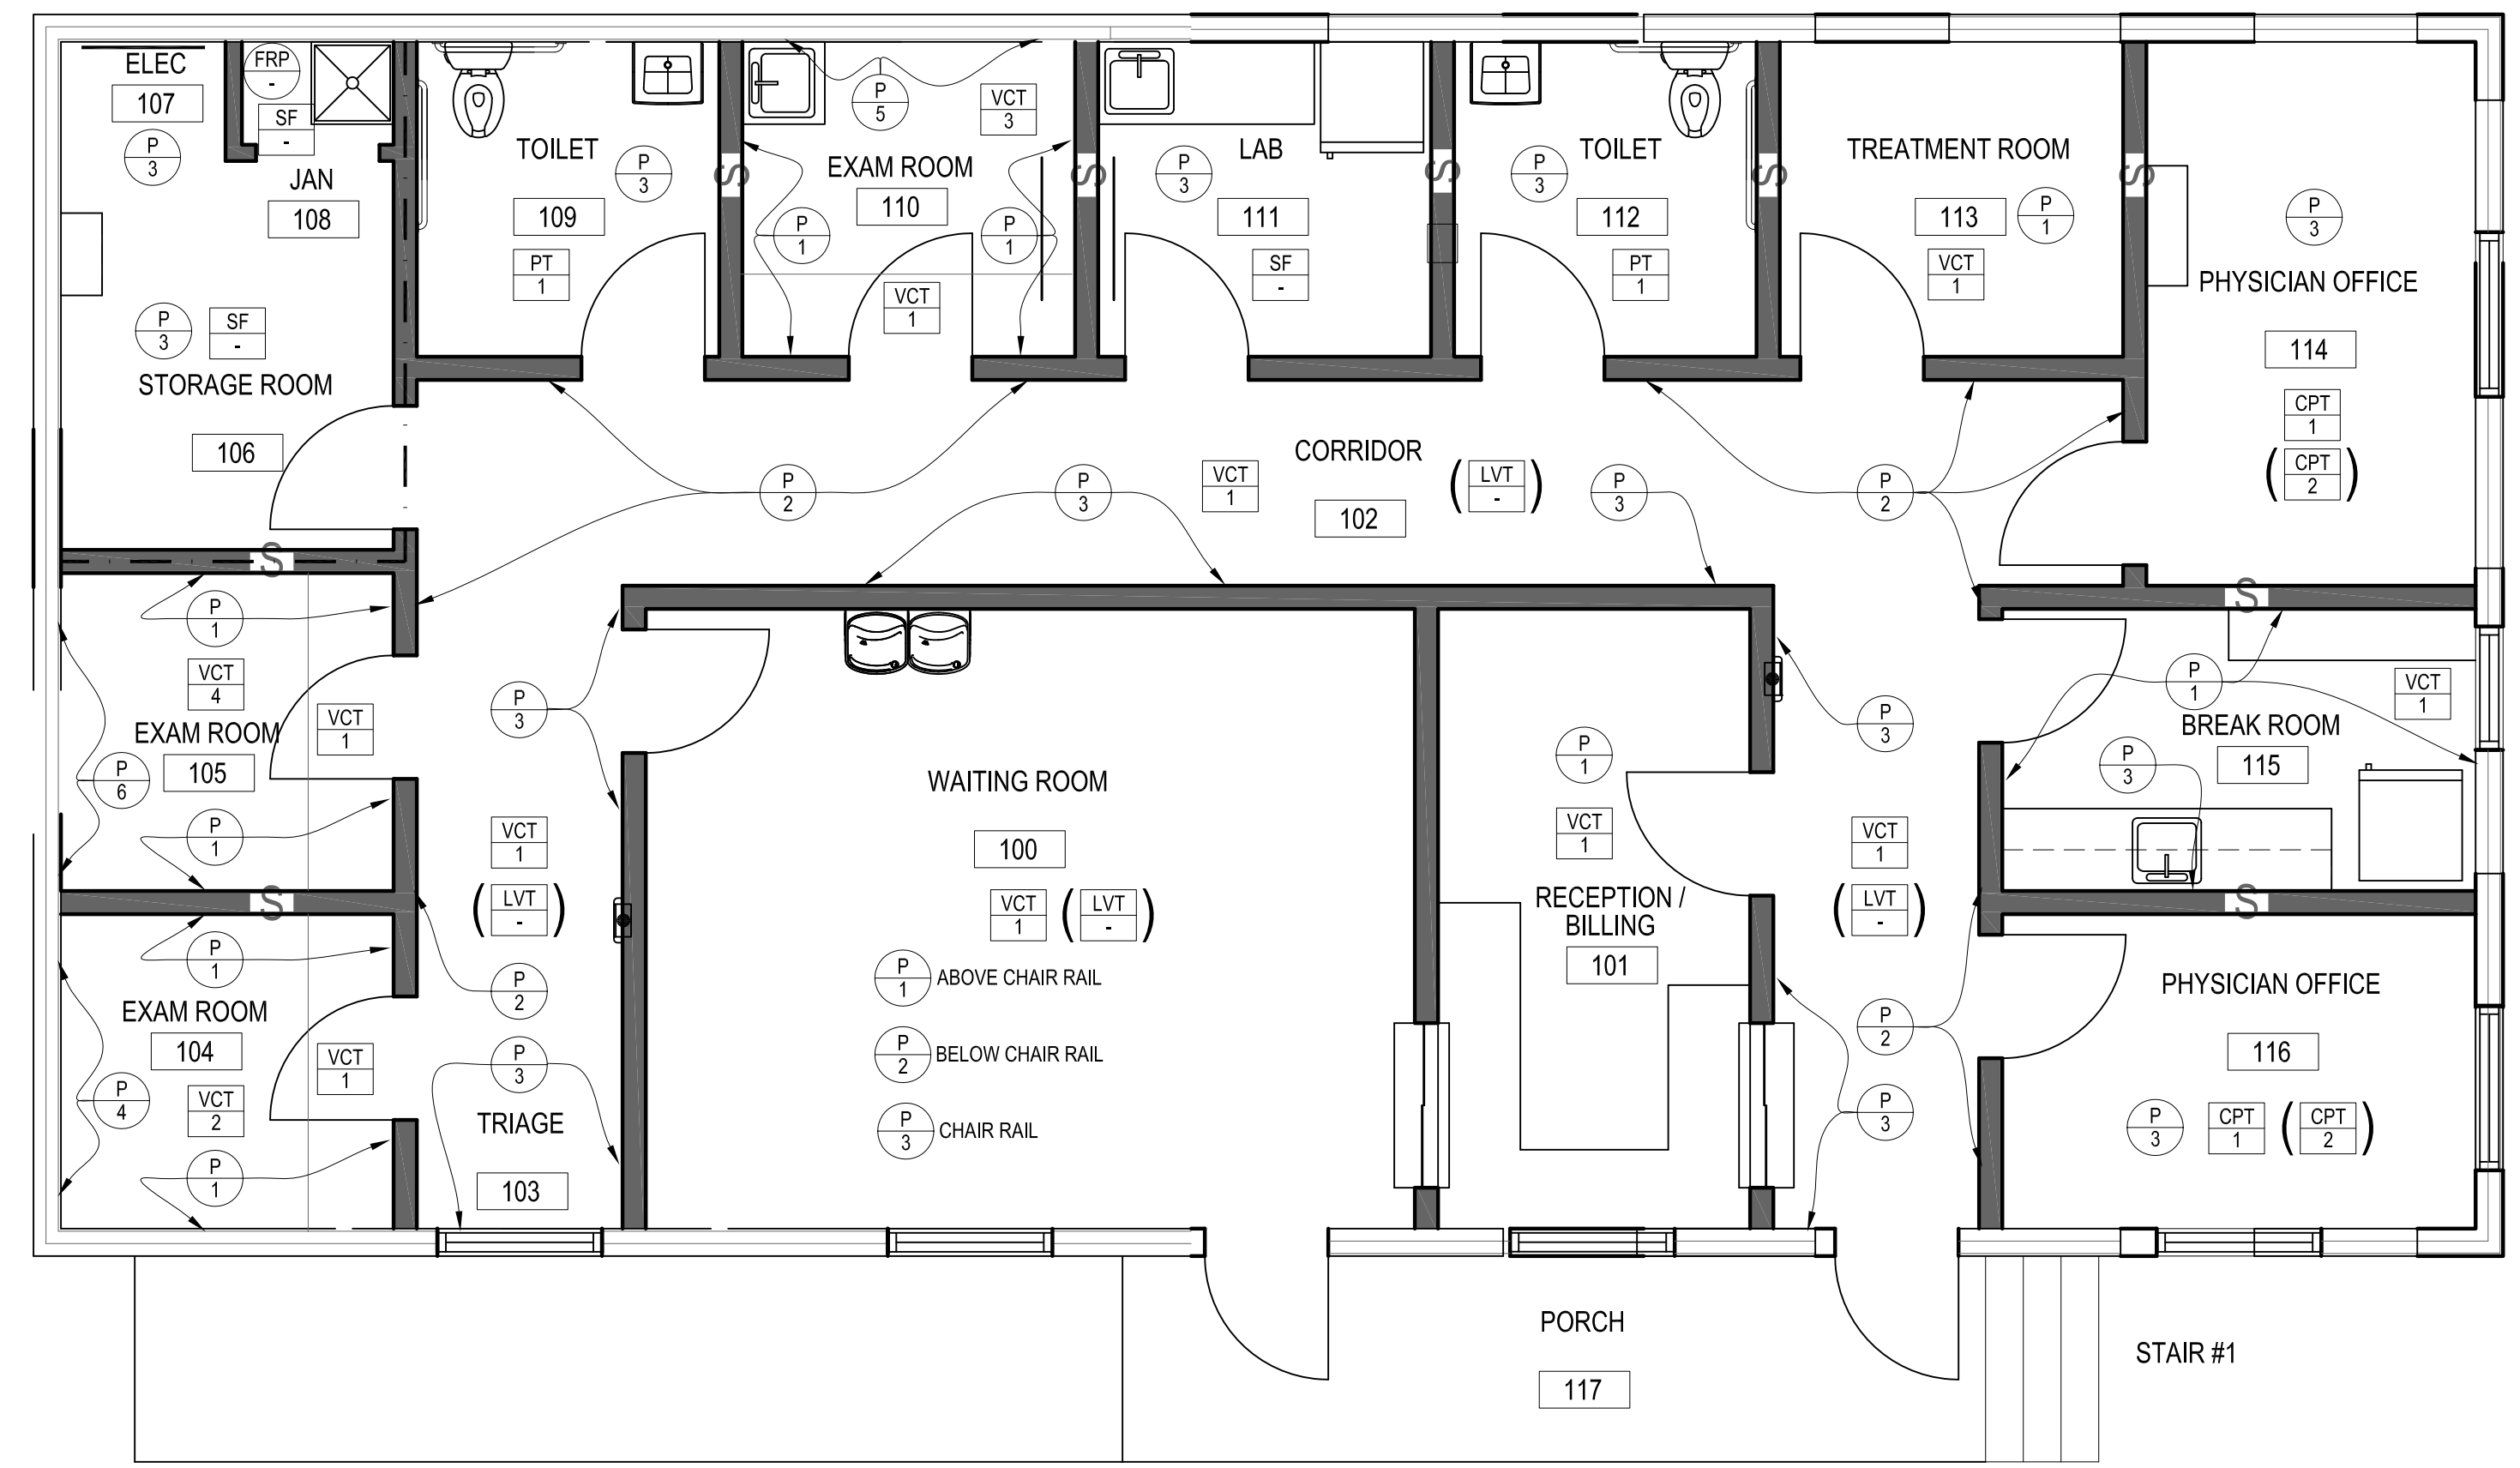 ELEC
107
P
3
FRP
-
SF
-
JAN
108
P
3
SF
-
STORAGE ROOM
106
TOILET
109
P
3
PT
1
P
5
VCT
3
EXAM ROOM
110
P
1
P
1
VCT
1
LAB
P
3
111
SF
-
TOILET
P
3
112
PT
1
TREATMENT ROOM
113
P
1
VCT
1
P
3
PHYSICIAN OFFICE
114
CPT
1
(CPT
2)
S
S
S
S
S
CORRIDOR
102
VCT
1
(LVT
-)
P
2
P
3
P
3
P
2
S
P
1
VCT
4
EXAM ROOM
105
VCT
1
P
6
P
1
S
P
1
EXAM ROOM
104
VCT
1
P
4
VCT
2
P
1
P
3
VCT
1
(LVT
-)
P
2
P
3
TRIAGE
103
WAITING ROOM
100
VCT
1
(LVT
-)
P
1
ABOVE CHAIR RAIL
P
2
BELOW CHAIR RAIL
P
3
CHAIR RAIL
P
1
VCT
1
RECEPTION /
BILLING
101
P
3
VCT
1
(LVT
-)
P
2
P
3
S
P
1
VCT
1
BREAK ROOM
115
P
3
S
PHYSICIAN OFFICE
116
P
3
CPT
1
(CPT
2)
PORCH
117
STAIR #1